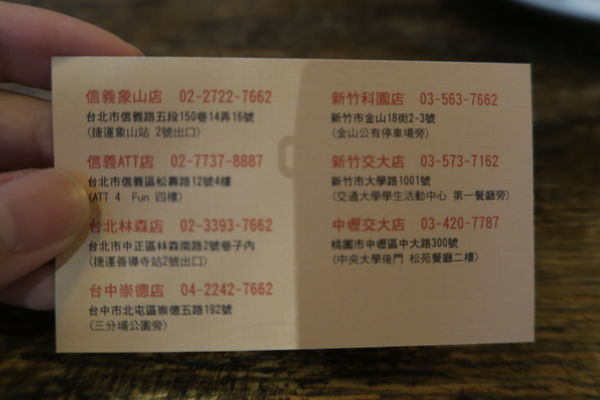 信義象山店 02-2722-7662
台北市信義路五段150巷14弄16號
(捷運象山站 2號出口)
信義ATT店 02-7737-8887
台北市信義區松壽路12號4樓
(ATT 4 Fun 四樓)
台北林森店 02-3393-7662
台北市中正區林森南路2號巷子內
(捷運善導寺站2號出口)
台中崇德店 04-2242-7662
台中市北屯區崇德五路192號
(三分埔公園旁)
新竹科園店 03-563-7662
新竹市金山18街2-3號
(金山公有停車場旁)
新竹交大店 03-573-7162
新竹市大學路1001號
(交通大學學生活動中心 第一餐廳旁)
中壢交大店 03-420-7787
桃園市中壢區中大路300號
(中央大學後門 松苑餐廳二樓)